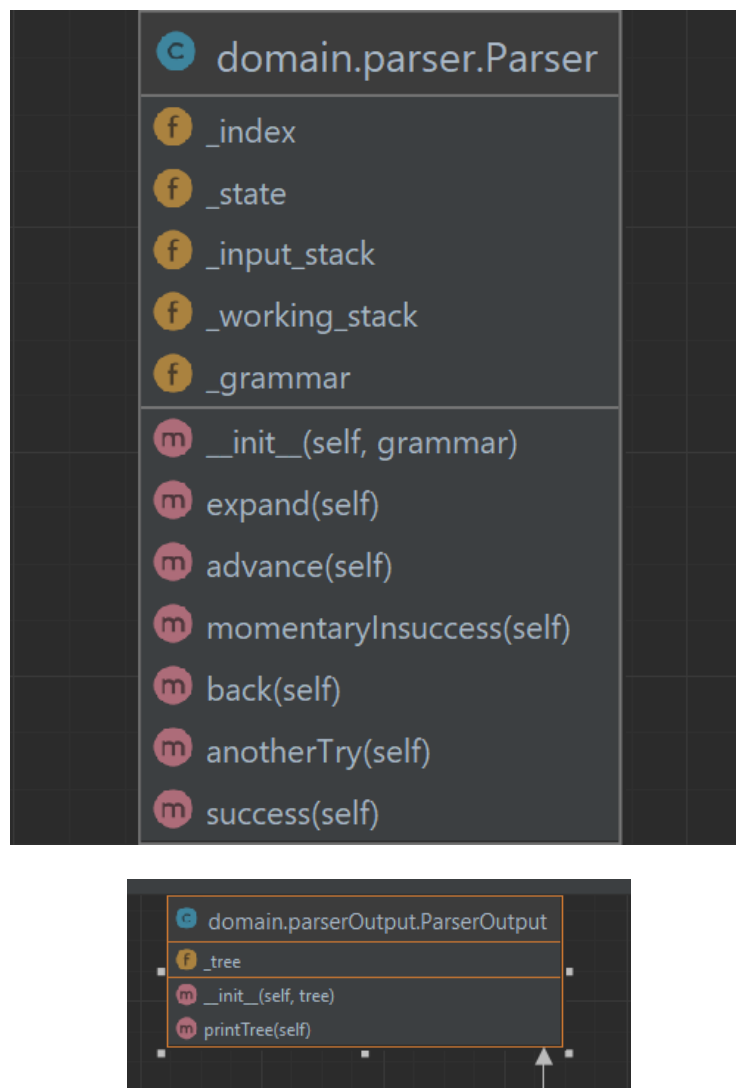 C domain.parser.Parser
f _index
f _state
f _input_stack
f _working_stack
f _grammar
m __init__(self, grammar)
m expand(self)
m advance(self)
m momentaryInsuccess(self)
m back(self)
m anotherTry(self)
m success(self)
C domain.parserOutput.ParserOutput
f _tree
m __init__(self, tree)
m printTree(self)